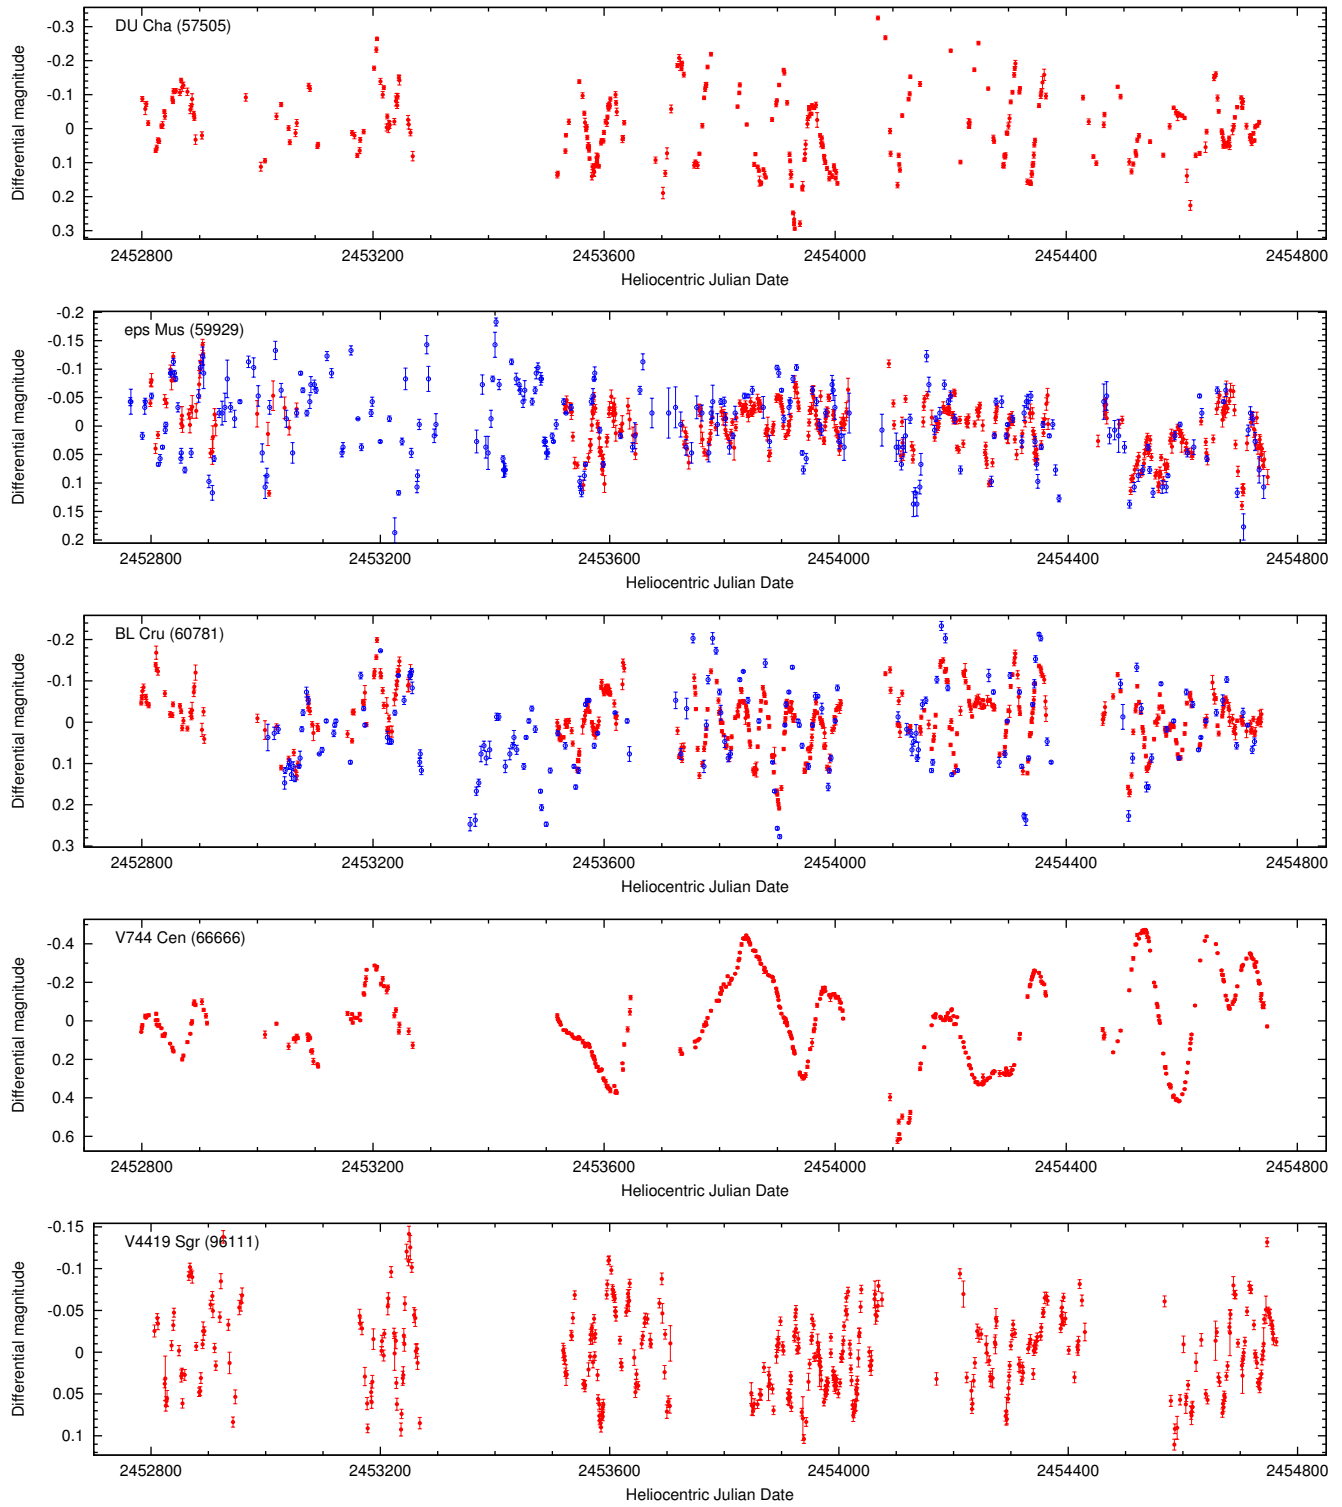 DU Cha (57505)
Differential magnitude
-0.3
-0.2
-0.1
0
0.1
0.2
0.3
2452800 2453200 2453600 2454000 2454400 2454800
Heliocentric Julian Date
eps Mus (59929)
Differential magnitude
-0.2
-0.15
-0.1
-0.05
0
0.05
0.1
0.15
0.2
2452800 2453200 2453600 2454000 2454400 2454800
Heliocentric Julian Date
BL Cru (60781)
Differential magnitude
-0.2
-0.1
0
0.1
0.2
0.3
2452800 2453200 2453600 2454000 2454400 2454800
Heliocentric Julian Date
V744 Cen (66666)
Differential magnitude
-0.4
-0.2
0
0.2
0.4
0.6
2452800 2453200 2453600 2454000 2454400 2454800
Heliocentric Julian Date
V4419 Sgr (96111)
Differential magnitude
-0.15
-0.1
-0.05
0
0.05
0.1
2452800 2453200 2453600 2454000 2454400 2454800
Heliocentric Julian Date